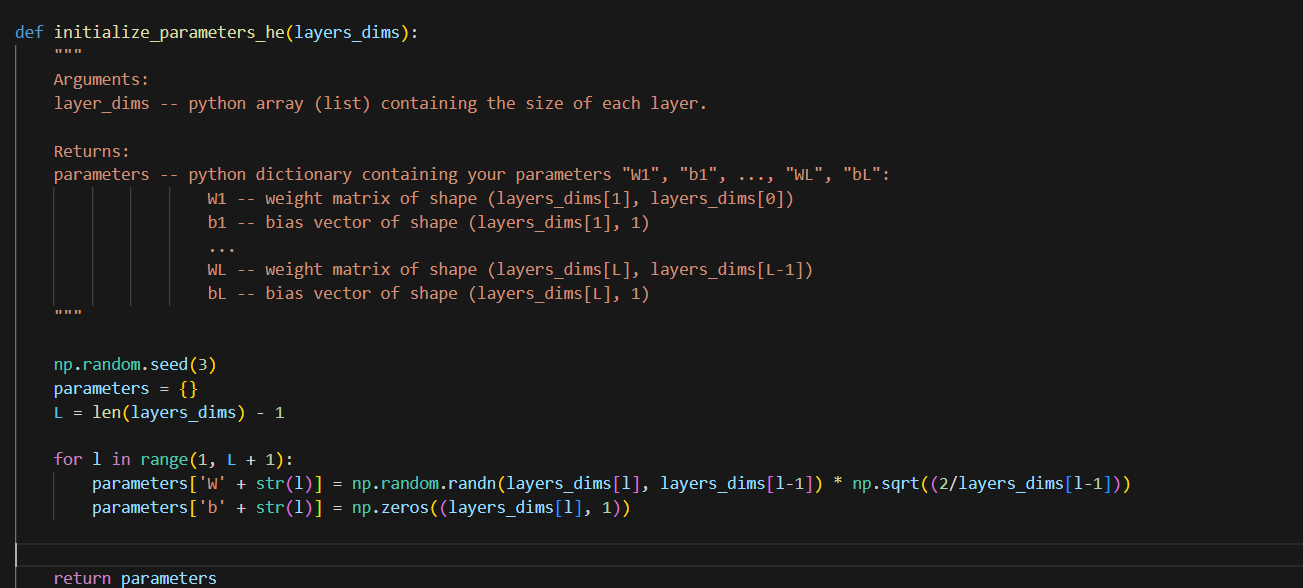 def initialize_parameters_he(layers_dims):
    """
    Arguments:
    layer_dims -- python array (list) containing the size of each layer.

    Returns:
    parameters -- python dictionary containing your parameters "W1", "b1", ..., "WL", "bL":
                    W1 -- weight matrix of shape (layers_dims[1], layers_dims[0])
                    b1 -- bias vector of shape (layers_dims[1], 1)
                    ...
                    WL -- weight matrix of shape (layers_dims[L], layers_dims[L-1])
                    bL -- bias vector of shape (layers_dims[L], 1)
    """

    np.random.seed(3)
    parameters = {}
    L = len(layers_dims) - 1

    for l in range(1, L + 1):
        parameters['W' + str(l)] = np.random.randn(layers_dims[l], layers_dims[l-1]) * np.sqrt((2/layers_dims[l-1]))
        parameters['b' + str(l)] = np.zeros((layers_dims[l], 1))

    return parameters